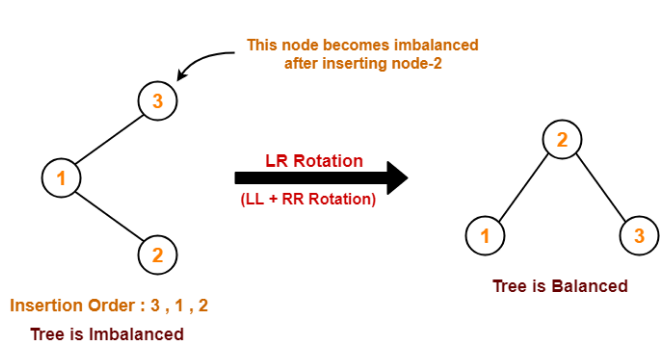 This node becomes imbalanced
after inserting node-2
3
1
2
Insertion Order : 3 , 1 , 2
Tree is Imbalanced
LR Rotation
(LL + RR Rotation)
2
1
3
Tree is Balanced